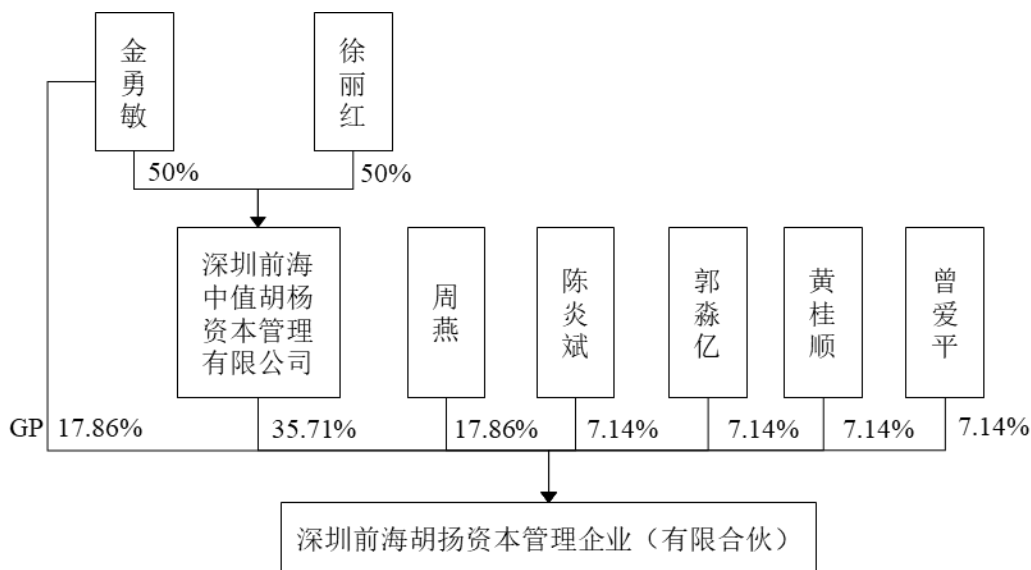 金勇敏
徐丽红
50%
50%
深圳前海
中值胡杨
资本管理
有限公司
周燕
陈炎斌
郭淼亿
黄桂顺
曾爱平
GP
17.86%
35.71%
17.86%
7.14%
7.14%
7.14%
7.14%
深圳前海胡扬资本管理企业（有限合伙）